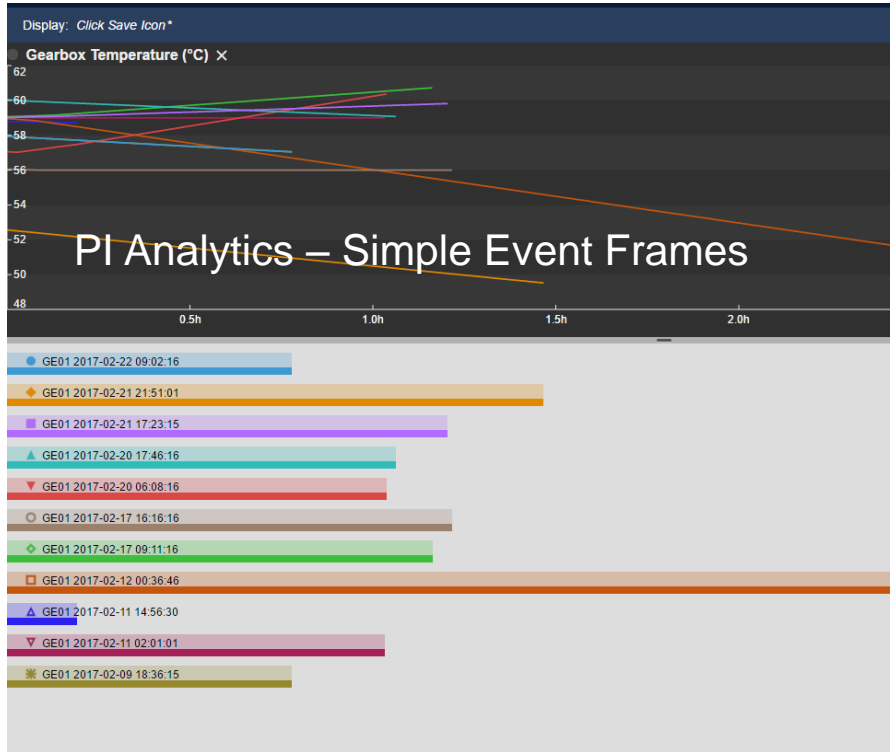 Display: Click Save Icon*
Gearbox Temperature (°C) ×
62
60
58
56
54
52
PI Analytics – Simple Event Frames
50
48
0.5h 1.0h 1.5h 2.0h
GE01 2017-02-22 09:02:16
GE01 2017-02-21 21:51:01
GE01 2017-02-21 17:23:15
GE01 2017-02-20 17:46:16
GE01 2017-02-20 06:08:16
GE01 2017-02-17 16:16:16
GE01 2017-02-17 09:11:16
GE01 2017-02-12 00:36:46
GE01 2017-02-11 14:56:30
GE01 2017-02-11 02:01:01
GE01 2017-02-09 18:36:15